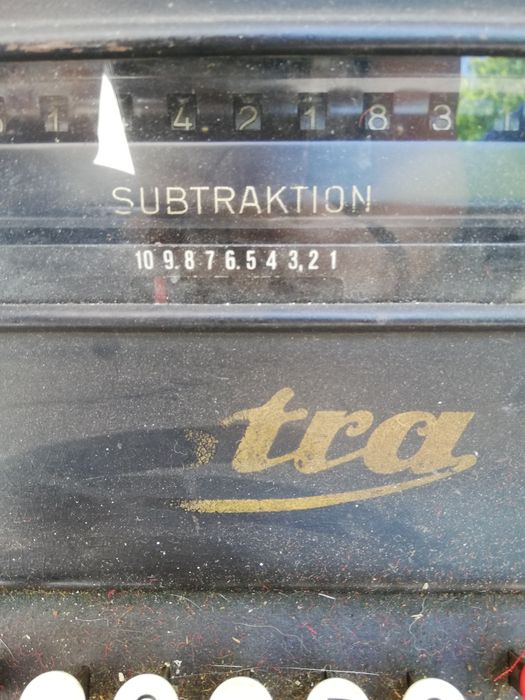 1 4 2 1 8 3
SUBTRAKTION
10 9. 8 7 6. 5 4 3, 2 1
tra